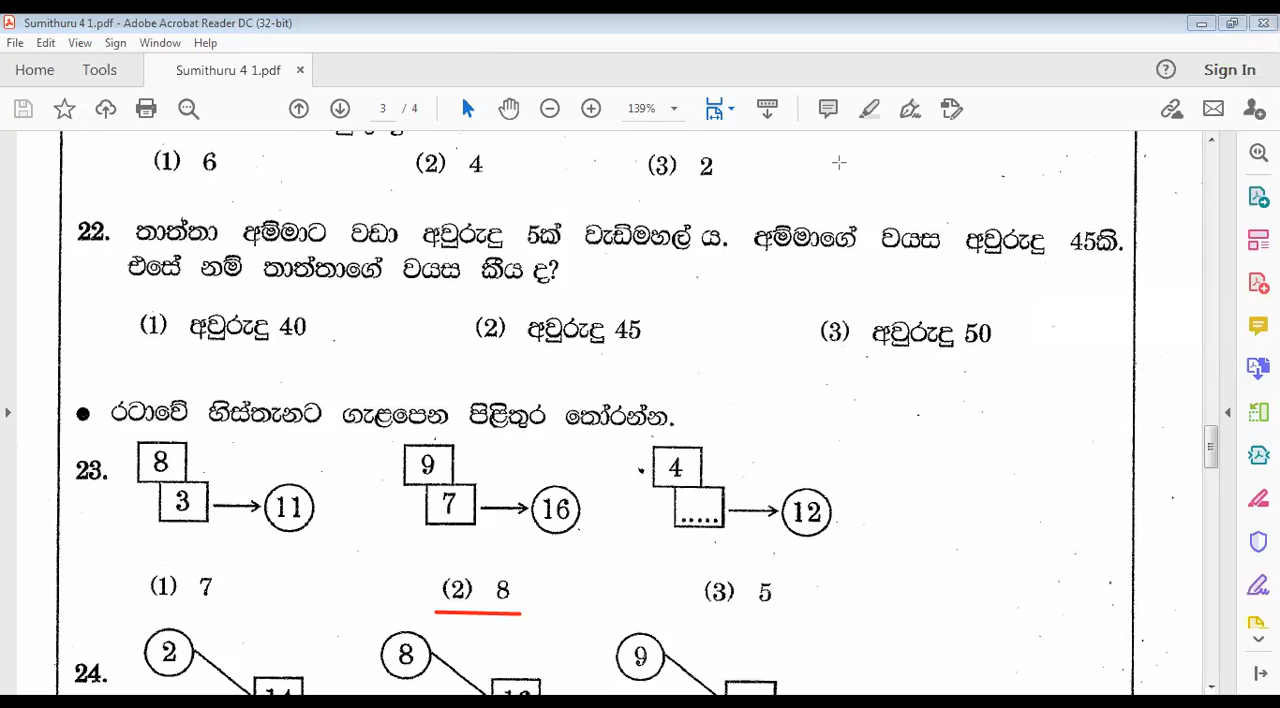 Sumithuru 4 1.pdf - Adobe Acrobat Reader DC (32-bit)
File Edit View Sign Window Help
Home Tools Sumithuru 4 1.pdf × Sign In
3 / 4 139%
(1) 6 (2) 4 (3) 2
22. තාත්තා අම්මාට වඩා අවුරුදු 5ක් වැඩිමහල් ය. අම්මාගේ වයස අවුරුදු 45කි.
එසේ නම් තාත්තාගේ වයස කීය ද?
(1) අවුරුදු 40 (2) අවුරුදු 45 (3) අවුරුදු 50
● රටාවේ හිස්තැනට ගැළපෙන පිළිතුර තෝරන්න.
8 9 4
23. 3 11 7 16 ..... 12
(1) 7 (2) 8 (3) 5
2 8 9
24.